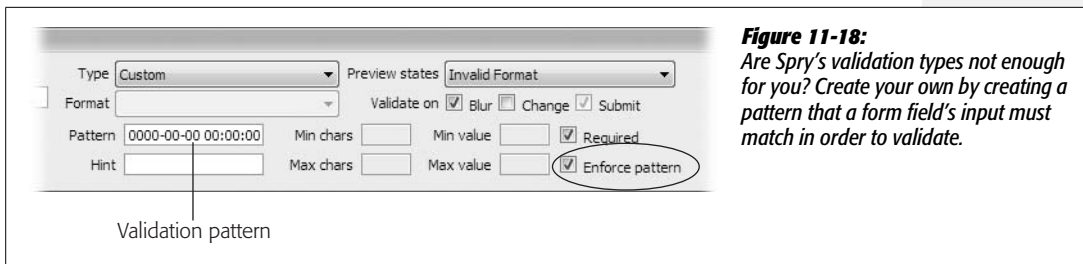 Type Custom Preview states Invalid Format
Format Validate on Blur Change Submit
Pattern 0000-00-00 00:00:00 Min chars Min value Required
Hint Max chars Max value Enforce pattern
Validation pattern
Figure 11-18:
Are Spry's validation types not enough
for you? Create your own by creating a
pattern that a form field's input must
match in order to validate.